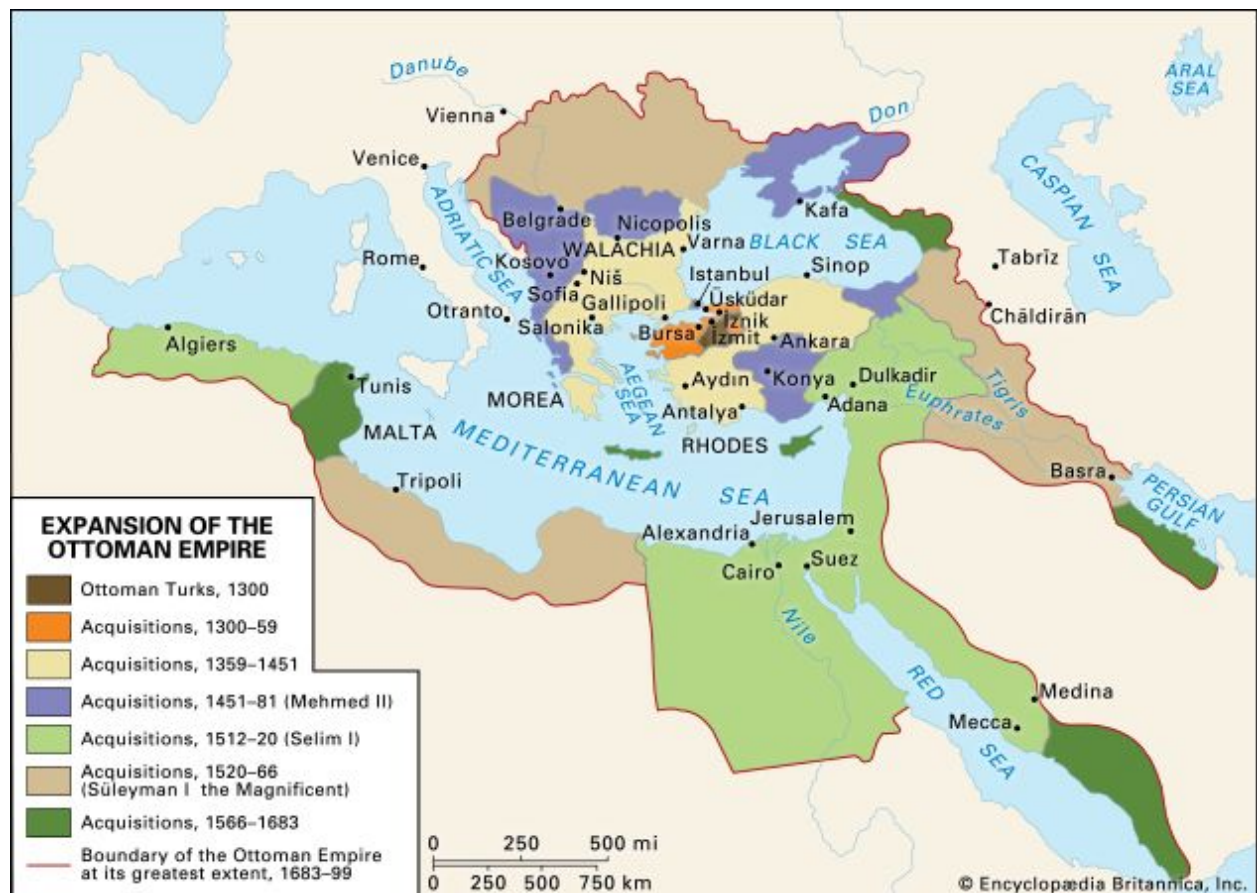 Danube
Vienna
Venice
ADRIATIC SEA
Belgrade
Nicopolis
WALACHIA
Varna
Kosovo
Niš
Sofia
Rome
Otranto
Salonika
Gallipoli
Istanbul
Üsküdar
Iznik
Izmit
Bursa
Ankara
Sinop
BLACK SEA
Kafa
Don
ARAL
SEA
CASPIAN
SEA
Tabrīz
Chāldirān
Algiers
Tunis
MALTA
MOREA
AEGEAN
SEA
Aydın
Antalya
Konya
Dulkadir
Adana
Tigris
Euphrates
RHODES
MEDITERRANEAN SEA
Tripoli
Basra
PERSIAN
GULF
Alexandria
Jerusalem
Cairo
Suez
Nile
RED
SEA
Medina
Mecca
EXPANSION OF THE
OTTOMAN EMPIRE
Ottoman Turks, 1300
Acquisitions, 1300–59
Acquisitions, 1359–1451
Acquisitions, 1451–81 (Mehmed II)
Acquisitions, 1512–20 (Selim I)
Acquisitions, 1520–66
(Süleyman I the Magnificent)
Acquisitions, 1566–1683
Boundary of the Ottoman Empire
at its greatest extent, 1683–99
0 250 500 mi
0 250 500 750 km
© Encyclopædia Britannica, Inc.